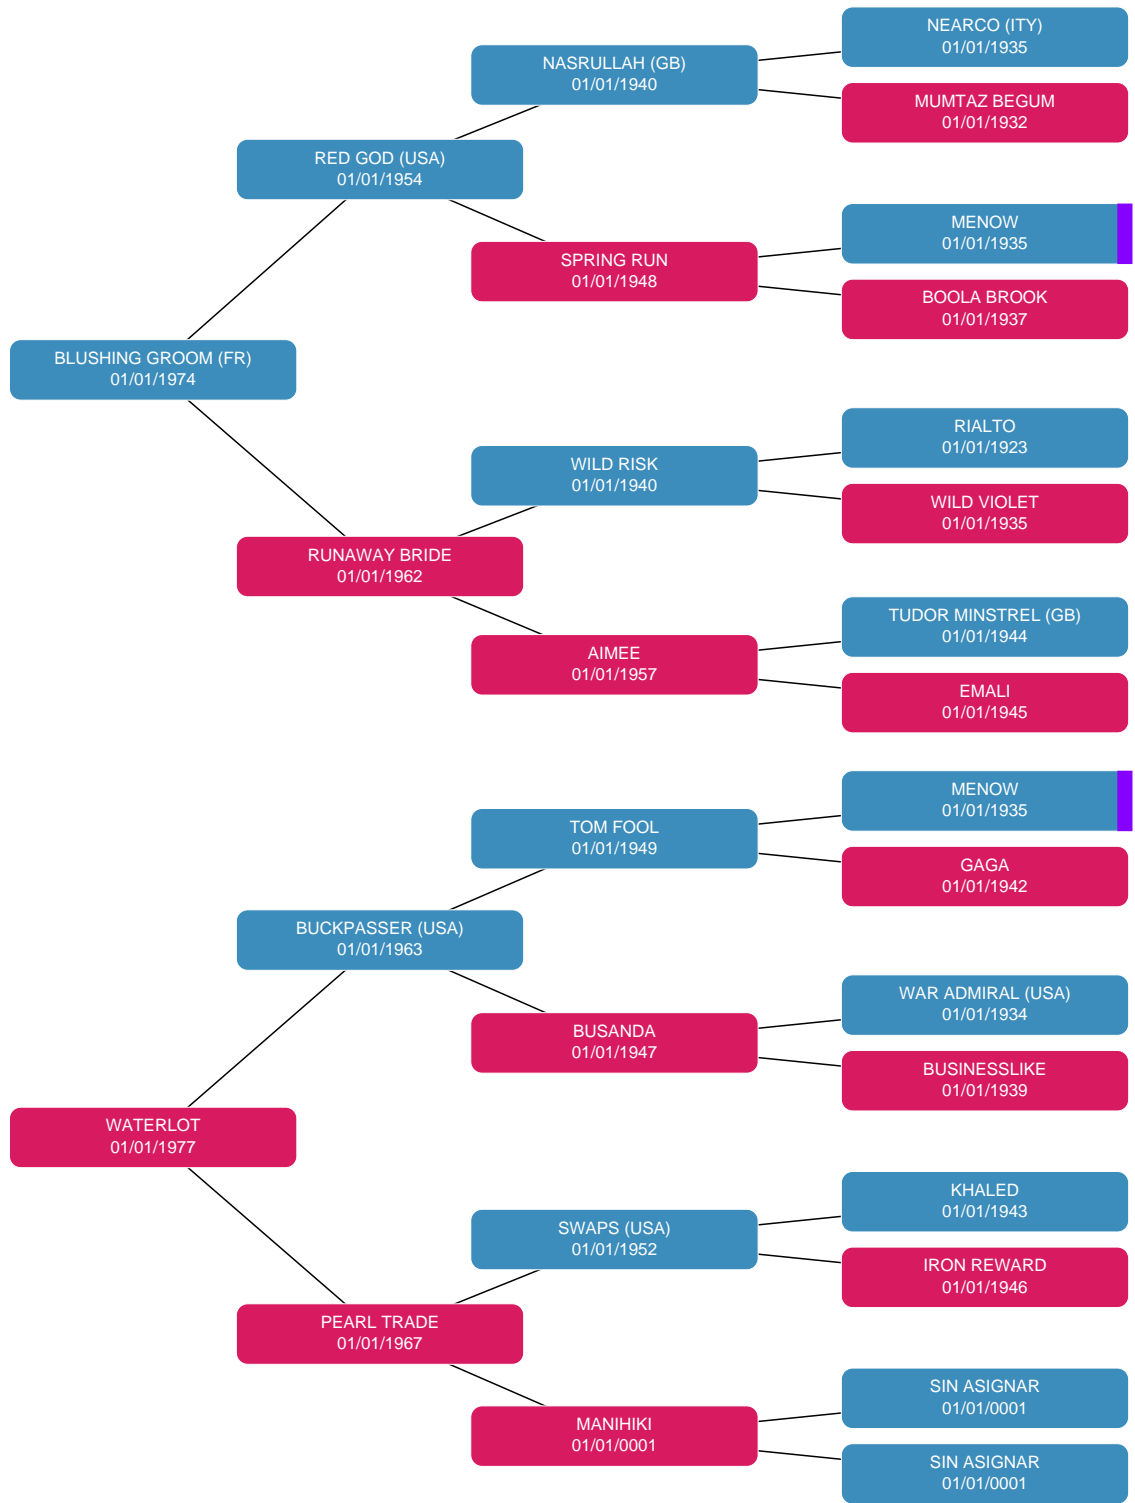 NEARCO (ITY)
01/01/1935
NASRULLAH (GB)
01/01/1940
MUMTAZ BEGUM
01/01/1932
RED GOD (USA)
01/01/1954
MENOW
01/01/1935
SPRING RUN
01/01/1948
BOOLA BROOK
01/01/1937
BLUSHING GROOM (FR)
01/01/1974
RIALTO
01/01/1923
WILD RISK
01/01/1940
WILD VIOLET
01/01/1935
RUNAWAY BRIDE
01/01/1962
TUDOR MINSTREL (GB)
01/01/1944
AIMEE
01/01/1957
EMALI
01/01/1945
MENOW
01/01/1935
TOM FOOL
01/01/1949
GAGA
01/01/1942
BUCKPASSER (USA)
01/01/1963
WAR ADMIRAL (USA)
01/01/1934
BUSANDA
01/01/1947
BUSINESSLIKE
01/01/1939
WATERLOT
01/01/1977
KHALED
01/01/1943
SWAPS (USA)
01/01/1952
IRON REWARD
01/01/1946
PEARL TRADE
01/01/1967
SIN ASIGNAR
01/01/0001
MANIHIKI
01/01/0001
SIN ASIGNAR
01/01/0001